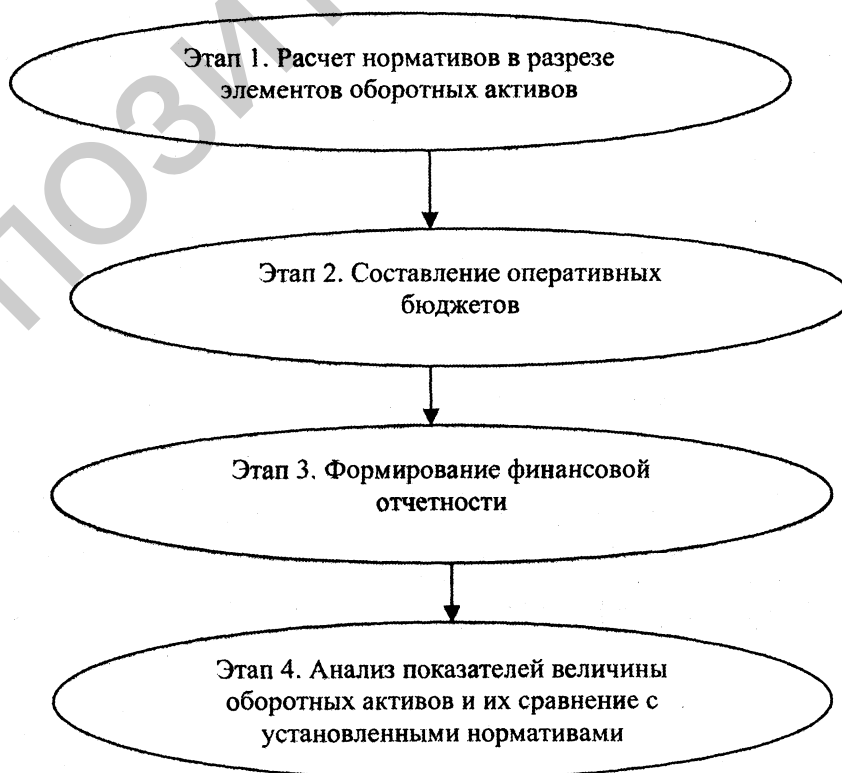 Этап 1. Расчет нормативов в разрезе
элементов оборотных активов
Этап 2. Составление оперативных
бюджетов
Этап 3. Формирование финансовой
отчетности
Этап 4. Анализ показателей величины
оборотных активов и их сравнение с
установленными нормативами